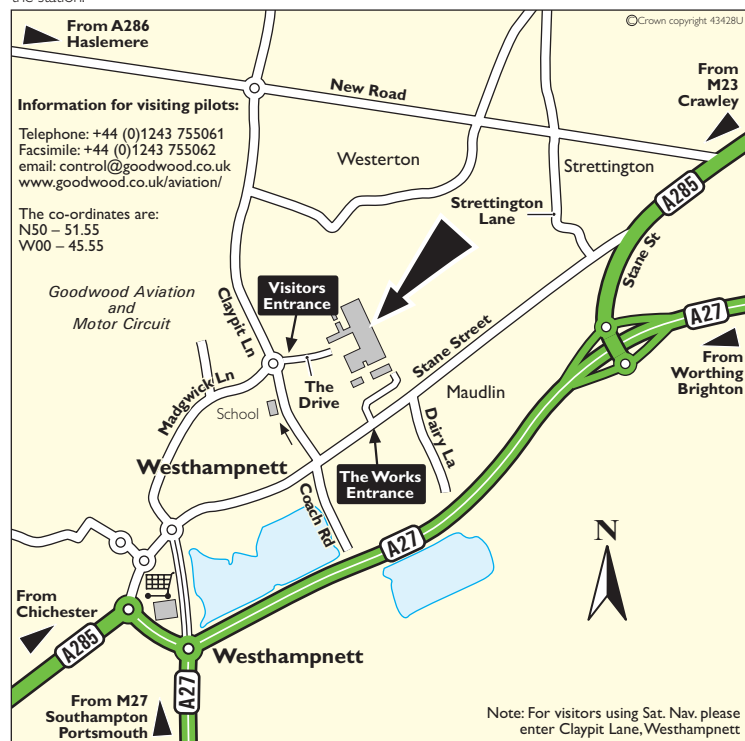 the station.
From A286
Haslemere
©Crown copyright 43428U
New Road
From
M23
Crawley
Information for visiting pilots:
Telephone: +44 (0)1243 755061
Facsimile: +44 (0)1243 755062
email: control@goodwood.co.uk
www.goodwood.co.uk/aviation/
The co-ordinates are:
N50 – 51.55
W00 – 45.55
Westerton
Strettington
Strettington
Lane
A285
Stane St
Goodwood Aviation
and
Motor Circuit
Claypit Ln
Visitors
Entrance
Stane Street
A27
From
Worthing
Brighton
The
Drive
Madgwick Ln
School
Maudlin
Dairy La
Westhampnett
The Works
Entrance
Coach Rd
A27
N
From
Chichester
A285
Westhampnett
A27
From M27
Southampton
Portsmouth
Note: For visitors using Sat. Nav. please
enter Claypit Lane, Westhampnett